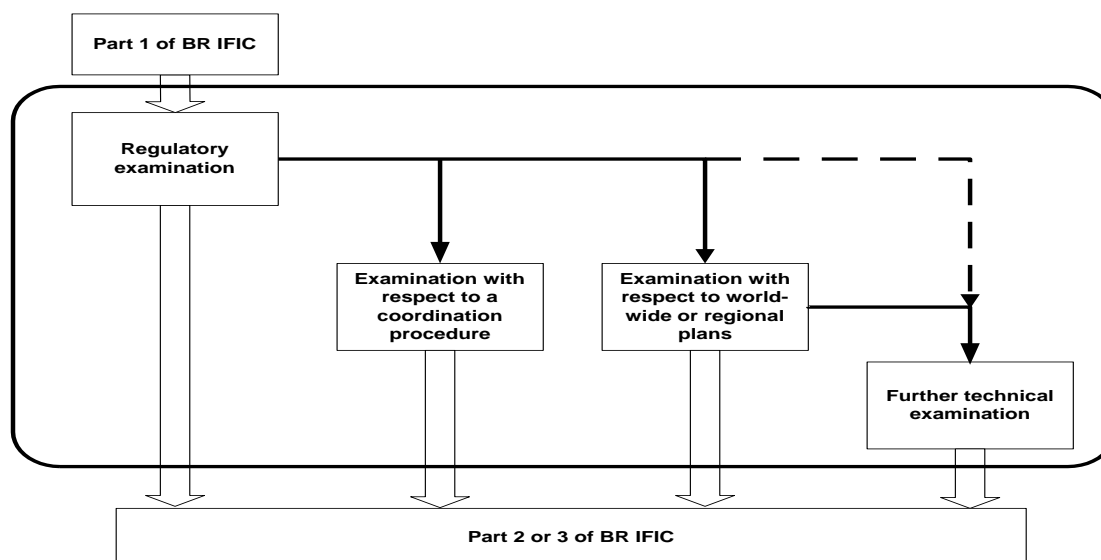 Part 1 of BR IFIC
Regulatory
examination
Examination with
respect to a
coordination
procedure
Examination with
respect to world-
wide or regional
plans
Further technical
examination
Part 2 or 3 of BR IFIC